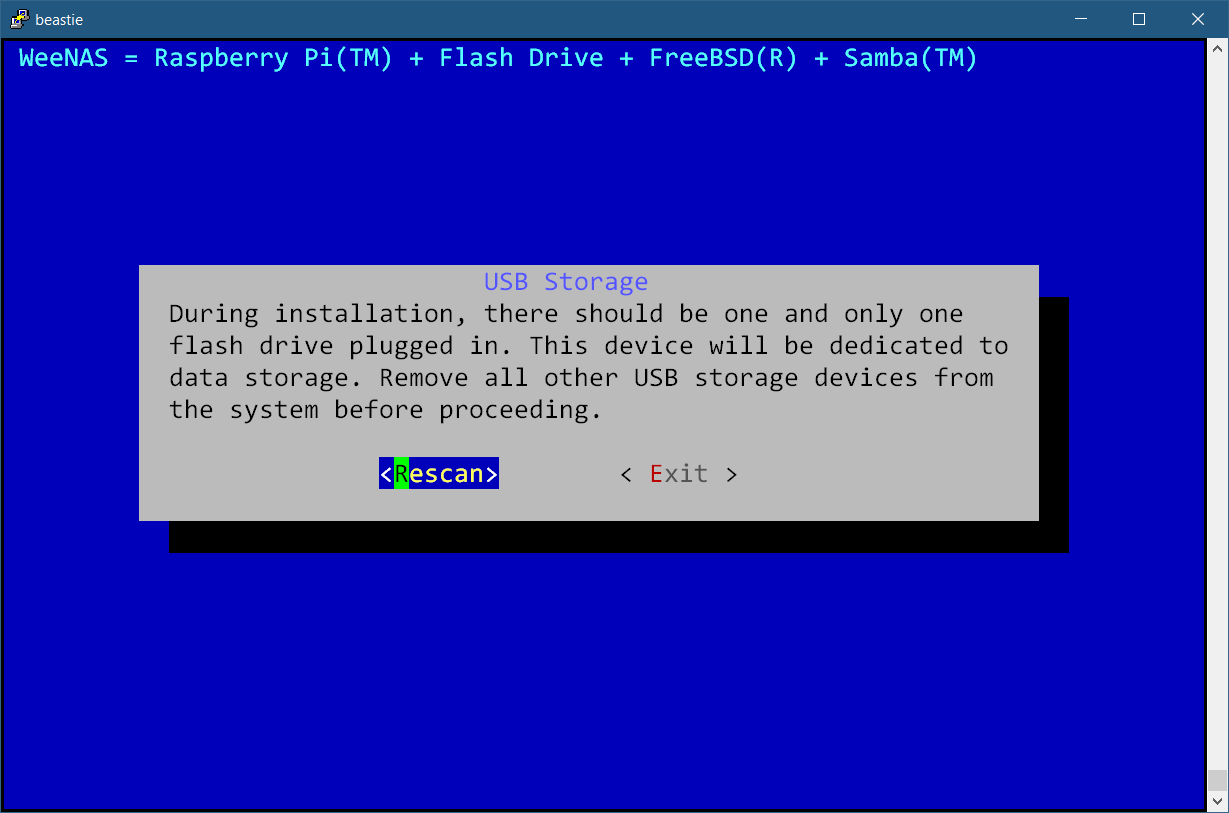 beastie
WeeNAS = Raspberry Pi(TM) + Flash Drive + FreeBSD(R) + Samba(TM)
USB Storage
During installation, there should be one and only one
flash drive plugged in. This device will be dedicated to
data storage. Remove all other USB storage devices from
the system before proceeding.
<Rescan> < Exit >